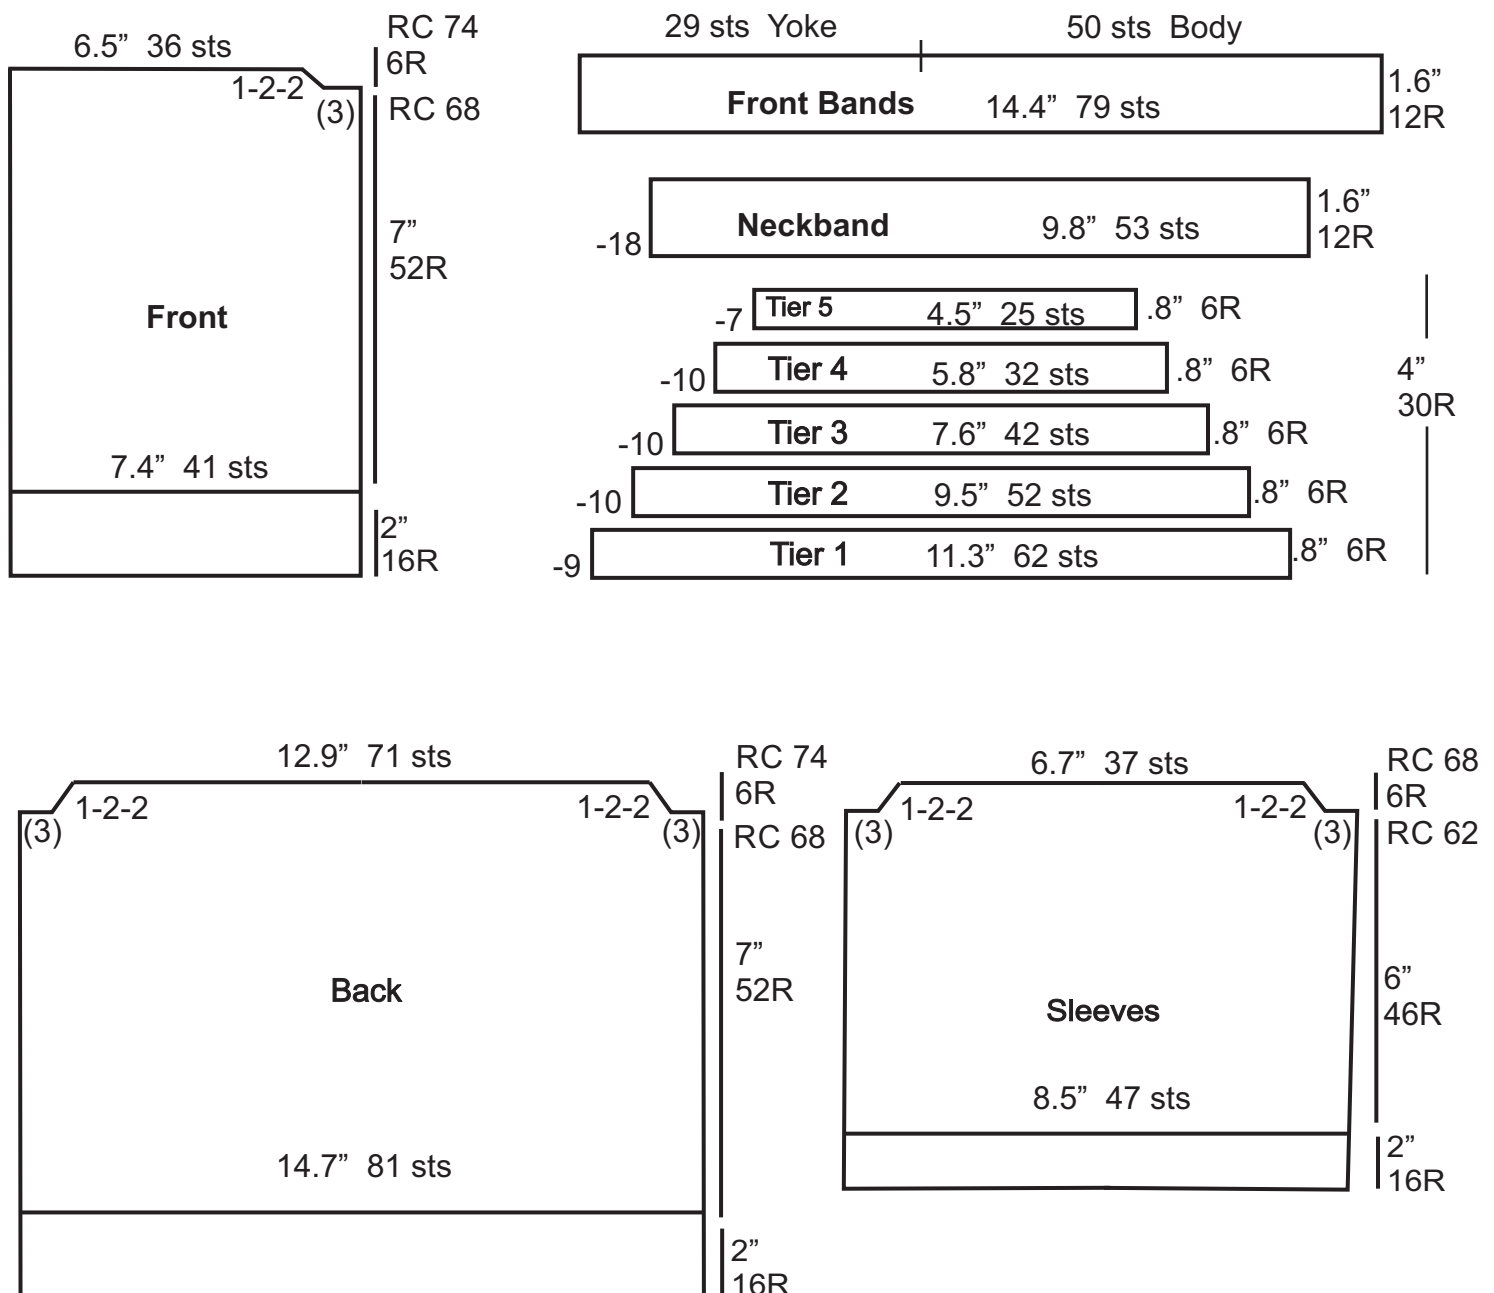 6.5” 36 sts
RC 74
6R
1-2-2
(3)
RC 68
7”
52R
Front
7.4” 41 sts
2”
16R
29 sts Yoke 50 sts Body
Front Bands 14.4” 79 sts
1.6”
12R
Neckband 9.8” 53 sts
-18
1.6”
12R
-7 Tier 5 4.5” 25 sts .8” 6R
-10 Tier 4 5.8” 32 sts .8” 6R
-10 Tier 3 7.6” 42 sts .8” 6R
-10 Tier 2 9.5” 52 sts .8” 6R
-9 Tier 1 11.3” 62 sts .8” 6R
4”
30R
12.9” 71 sts
RC 74
6R
1-2-2 1-2-2
(3) (3)
RC 68
7”
52R
Back
14.7” 81 sts
2”
16R
6.7” 37 sts
RC 68
6R
1-2-2 1-2-2
(3) (3)
RC 62
6”
46R
Sleeves
8.5” 47 sts
2”
16R